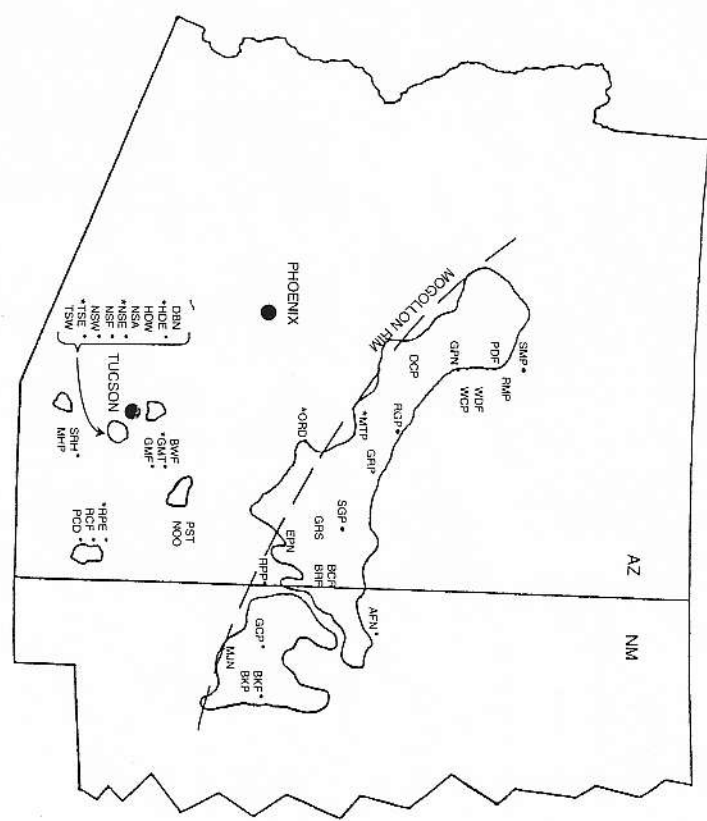 AZ
NM
SMP•
RMP
PDF
WDF
WCP
GPN
DCP
MOGOLLON RIM
RGP•
*MTP
GRP
*ORD
SGP•
GRS
EPN
BCF
BRF
RPP*
AFN*
GCP*
MJN
BKF*
BKP
PHOENIX
DBN
*HDE•
HDW
NSA
*NSE•
NSF•
NSW•
*TSE•
TSW
TUCSON
BWF
*GMT*
GMF*
SRH*
MHP
PST
NOO
*RPE*
RCF•
PCD•